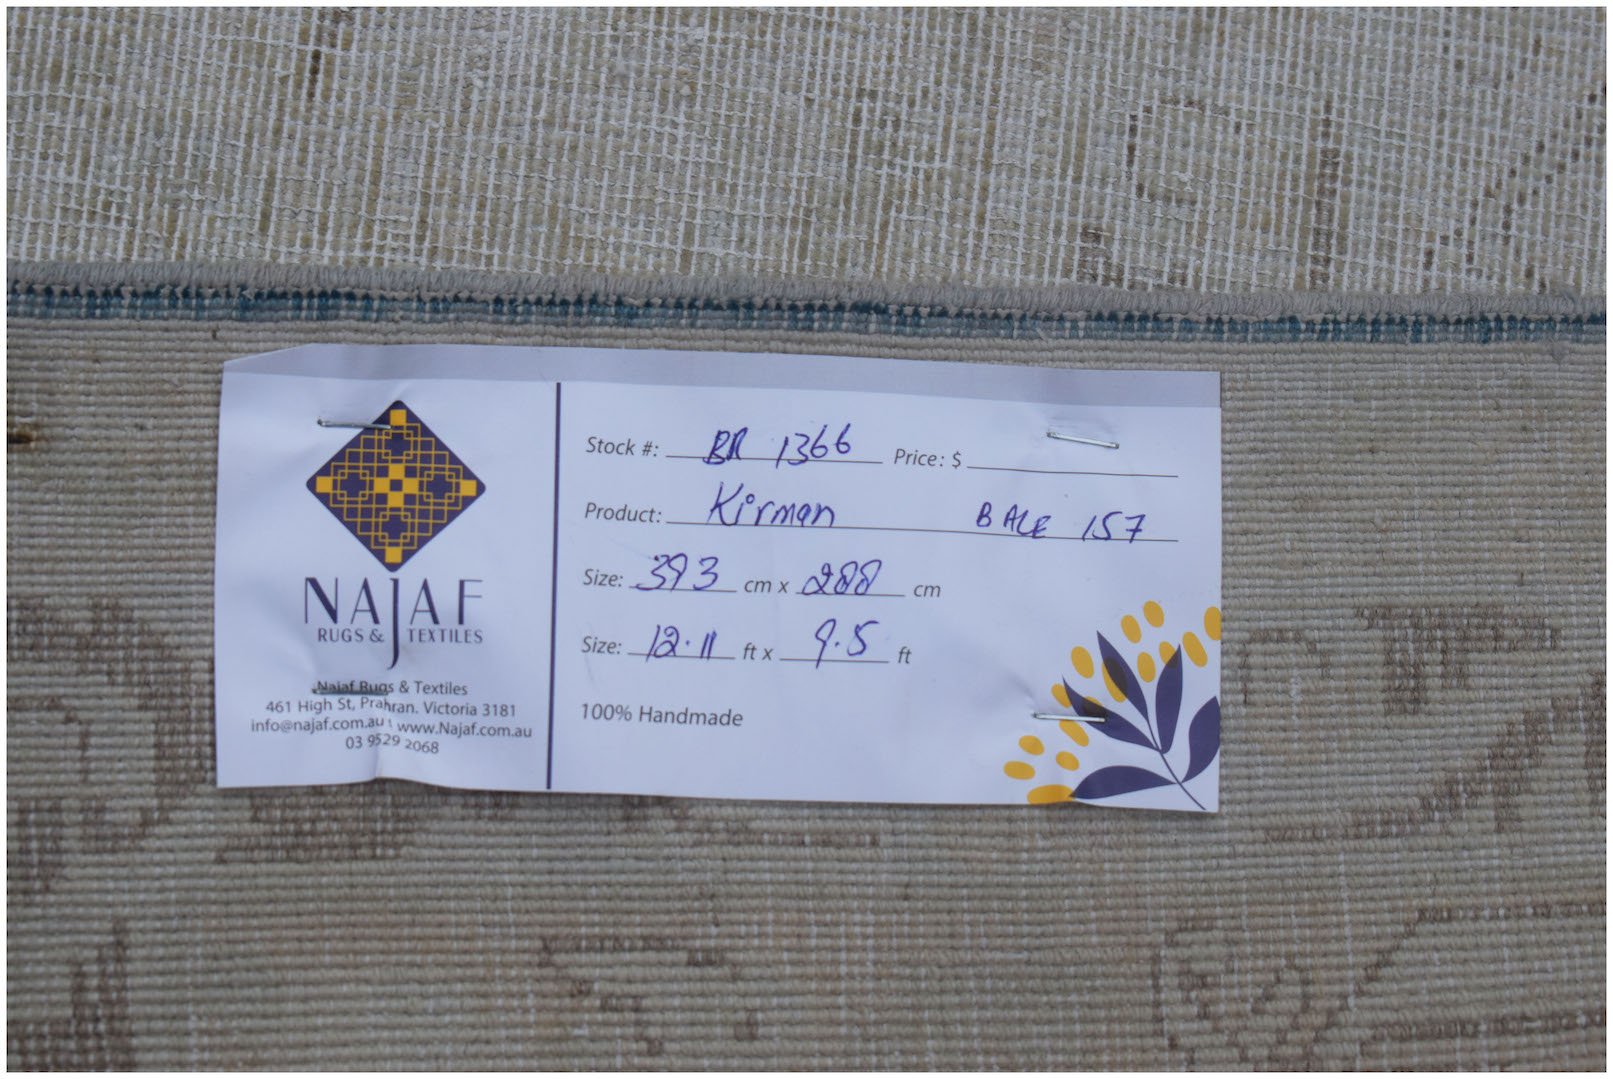 NAJAF
RUGS & TEXTILES
Najaf Rugs & Textiles
461 High St, Prahran. Victoria 3181
info@najaf.com.au www.Najaf.com.au
03 9529 2068
Stock #: BR 1366 Price: $
Product: Kirman BALE 157
Size: 393 cm x 288 cm
Size: 12.11 ft x 9.5 ft
100% Handmade